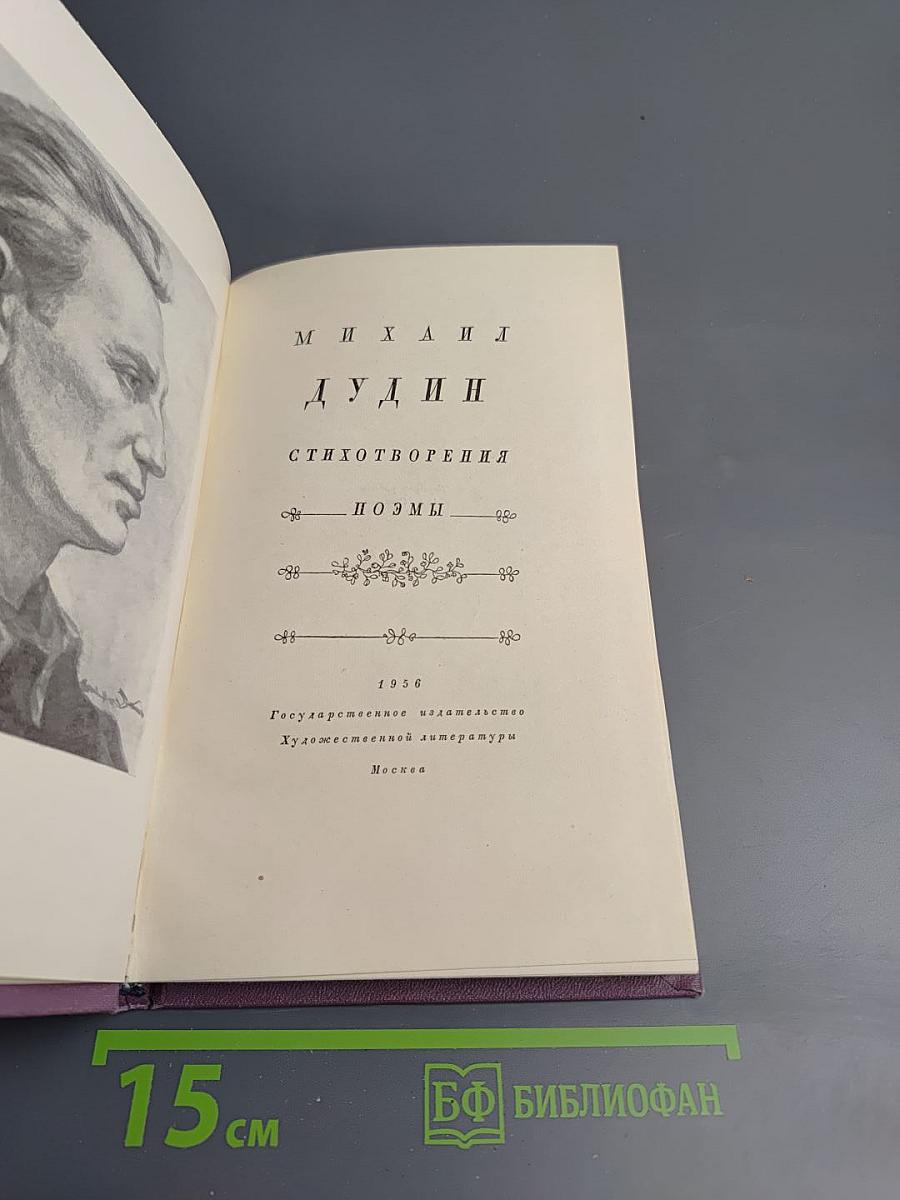 МИХАИЛ
ДУДИН
СТИХОТВОРЕНИЯ
ПОЭМЫ
1956
Государственное издательство
Художественной литературы
Москва
15 см
БФ БИБЛИОФАН